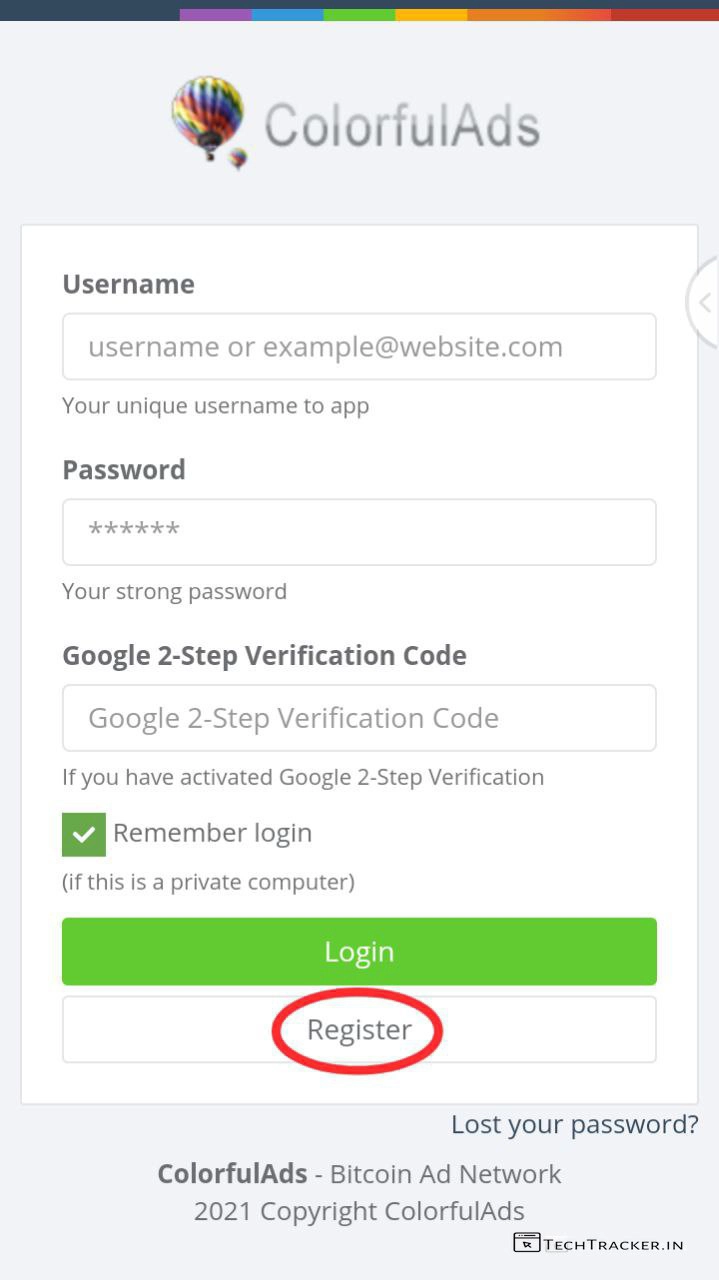 ColorfulAds
Username
username or example@website.com
Your unique username to app
Password
******
Your strong password
Google 2-Step Verification Code
Google 2-Step Verification Code
If you have activated Google 2-Step Verification
Remember login
(if this is a private computer)
Login
Register
Lost your password?
ColorfulAds - Bitcoin Ad Network
2021 Copyright ColorfulAds
TECHTRACKER.IN